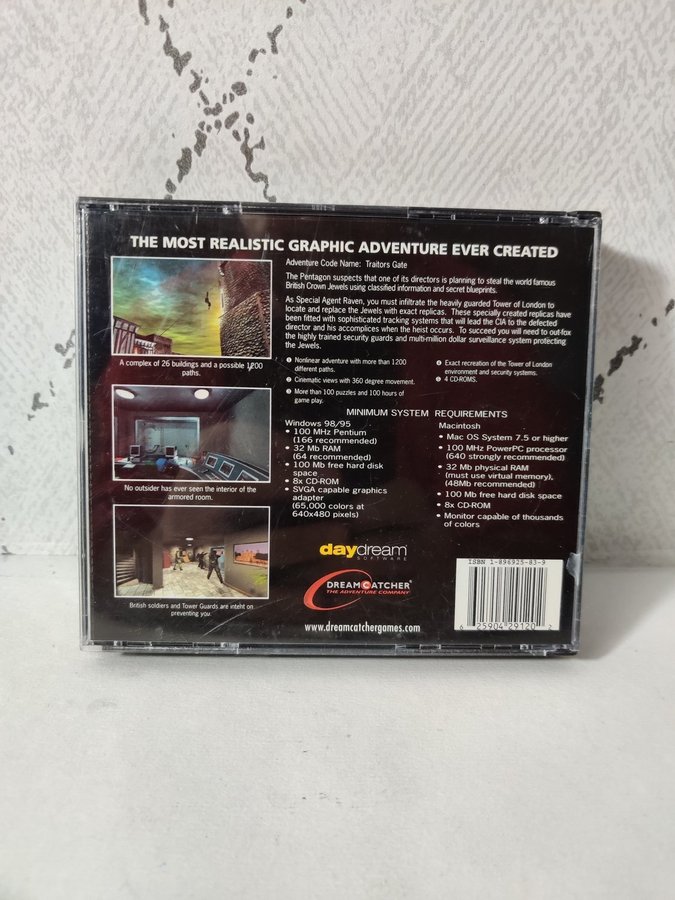 THE MOST REALISTIC GRAPHIC ADVENTURE EVER CREATED
Adventure Code Name: Traitors Gate
The Pentagon suspects that one of its directors is planning to steal the world famous
British Crown Jewels using classified information and secret blueprints.
As Special Agent Raven, you must infiltrate the heavily guarded Tower of London to
locate and replace the Jewels with exact replicas. These specially created replicas have
been fitted with sophisticated tracking systems that will lead the CIA to the defected
director and his accomplices when the heist occurs. To succeed you will need to out-fox
the highly trained security guards and multi-million dollar surveillance system protecting
the Jewels.
A complex of 26 buildings and a possible 1200
paths.
❶ Nonlinear adventure with more than 1200
different paths.
❷ Cinematic views with 360 degree movement.
❸ More than 100 puzzles and 100 hours of
game play.
❹ Exact recreation of the Tower of London
environment and security systems.
❺ 4 CD-ROMS.
No outsider has ever seen the interior of the
armored room.
British soldiers and Tower Guards are intent on
preventing you.
MINIMUM SYSTEM REQUIREMENTS
Windows 98/95
• 100 MHz Pentium
(166 recommended)
• 32 Mb RAM
(64 recommended)
• 100 Mb free hard disk
space
• 8x CD-ROM
• SVGA capable graphics
adapter
(65,000 colors at
640x480 pixels)
Macintosh
• Mac OS System 7.5 or higher
• 100 MHz PowerPC processor
(640 strongly recommended)
• 32 Mb physical RAM
(must use virtual memory),
(48Mb recommended)
• 100 Mb free hard disk space
• 8x CD-ROM
• Monitor capable of thousands
of colors
daydream
SOFTWARE
DREAMCATCHER®
THE ADVENTURE COMPANY
www.dreamcatchergames.com
ISBN 1-896925-83-9
6 25904 29120 2